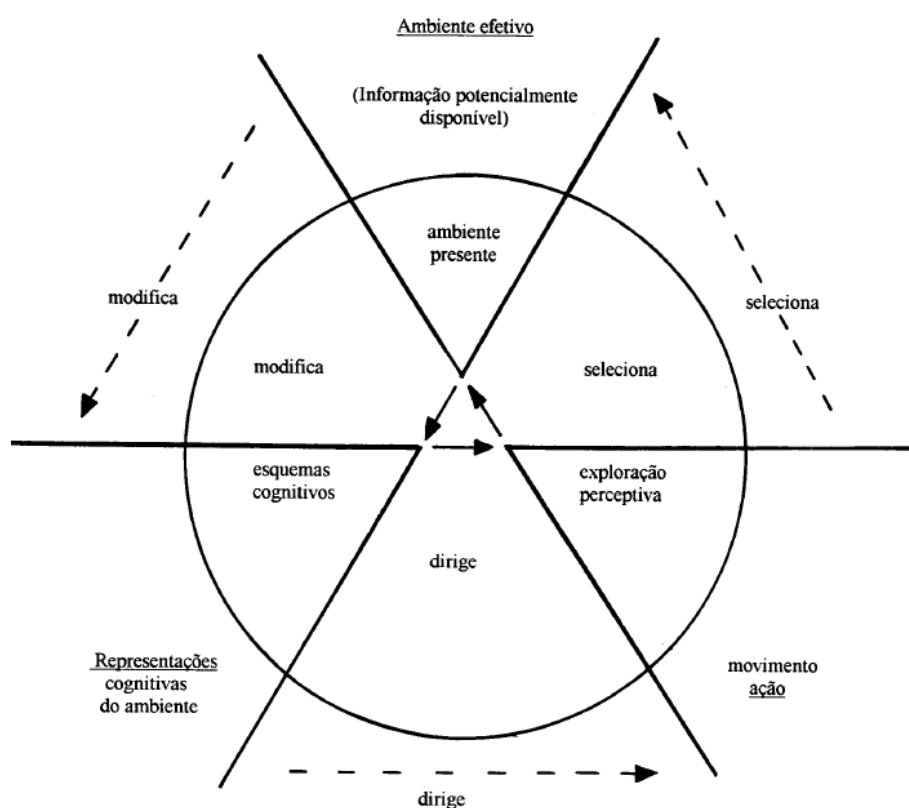 Ambiente efetivo
(Informação potencialmente
disponível)
ambiente
presente
modifica
seleciona
modifica
seleciona
esquemas
cognitivos
exploração
perceptiva
dirige
Representações
cognitivas
do ambiente
movimento
ação
dirige